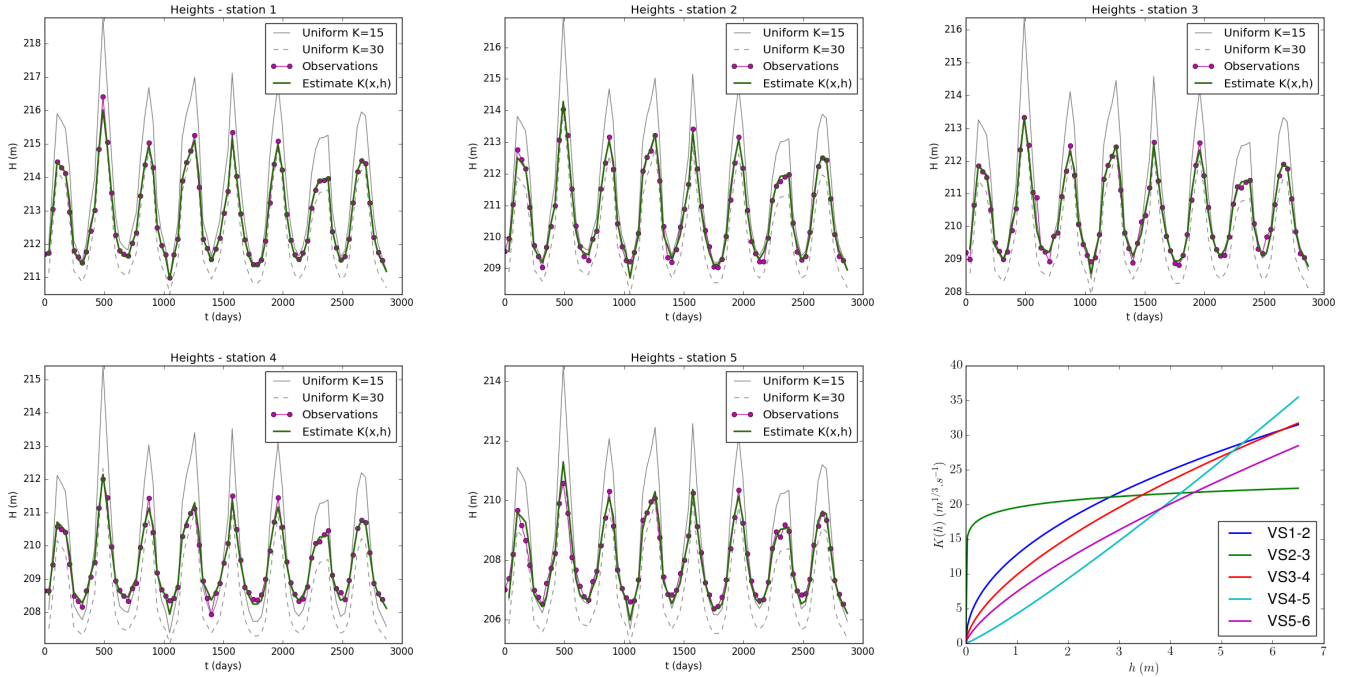 Heights - station 1
H (m)
218
217
216
215
214
213
212
211
0
500
1000
1500
2000
2500
3000
t (days)
Uniform K=15
Uniform K=30
Observations
Estimate K(x,h)
Heights - station 2
H (m)
216
215
214
213
212
211
210
209
0
500
1000
1500
2000
2500
3000
t (days)
Uniform K=15
Uniform K=30
Observations
Estimate K(x,h)
Heights - station 3
H (m)
216
215
214
213
212
211
210
209
208
0
500
1000
1500
2000
2500
3000
t (days)
Uniform K=15
Uniform K=30
Observations
Estimate K(x,h)
Heights - station 4
H (m)
215
214
213
212
211
210
209
208
0
500
1000
1500
2000
2500
3000
t (days)
Uniform K=15
Uniform K=30
Observations
Estimate K(x,h)
Heights - station 5
H (m)
214
212
210
208
206
0
500
1000
1500
2000
2500
3000
t (days)
Uniform K=15
Uniform K=30
Observations
Estimate K(x,h)
K((h) (m^{1/3}.s^{-1})
40
35
30
25
20
15
10
5
0
0
1
2
3
4
5
6
7
h (m)
VS1-2
VS2-3
VS3-4
VS4-5
VS5-6